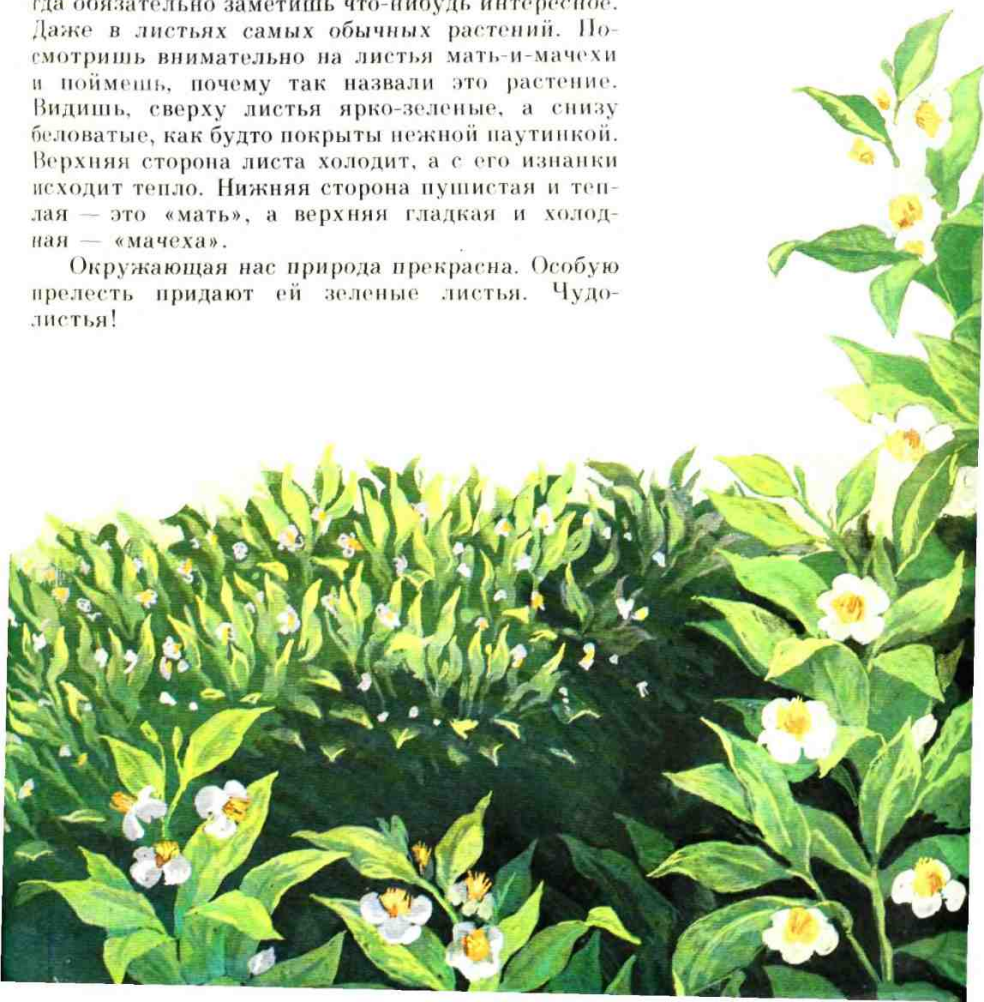 гда обязательно заметишь что-нибудь интересное.
Даже в листьях самых обычных растений. По-
смотришь внимательно на листья мать-и-мачехи
и поймешь, почему так назвали это растение.
Видишь, сверху листья ярко-зеленые, а снизу
беловатые, как будто покрыты нежной паутинкой.
Верхняя сторона листа холодит, а с его изнанки
исходит тепло. Нижняя сторона пушистая и теп-
лая — это «мать», а верхняя гладкая и холод-
ная — «мачеха».
Окружающая нас природа прекрасна. Особую
прелесть придают ей зеленые листья. Чудо-
листья!